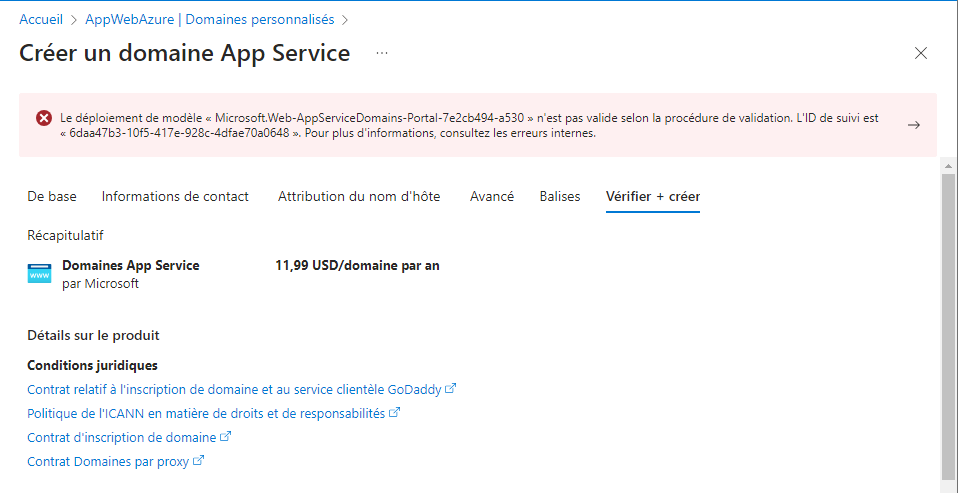 Accueil > AppWebAzure | Domaines personnalisés >
Créer un domaine App Service ...
Le déploiement de modèle « Microsoft.Web-AppServiceDomains-Portal-7e2cb494-a530 » n'est pas valide selon la procédure de validation. L'ID de suivi est
« 6daa47b3-10f5-417e-928c-4dfae70a0648 ». Pour plus d'informations, consultez les erreurs internes.
De base Informations de contact Attribution du nom d'hôte Avancé Balises Vérifier + créer
Récapitulatif
www
Domaines App Service 11,99 USD/domaine par an
par Microsoft
Détails sur le produit
Conditions juridiques
Contrat relatif à l'inscription de domaine et au service clientèle GoDaddy
Politique de l'ICANN en matière de droits et de responsabilités
Contrat d'inscription de domaine
Contrat Domaines par proxy